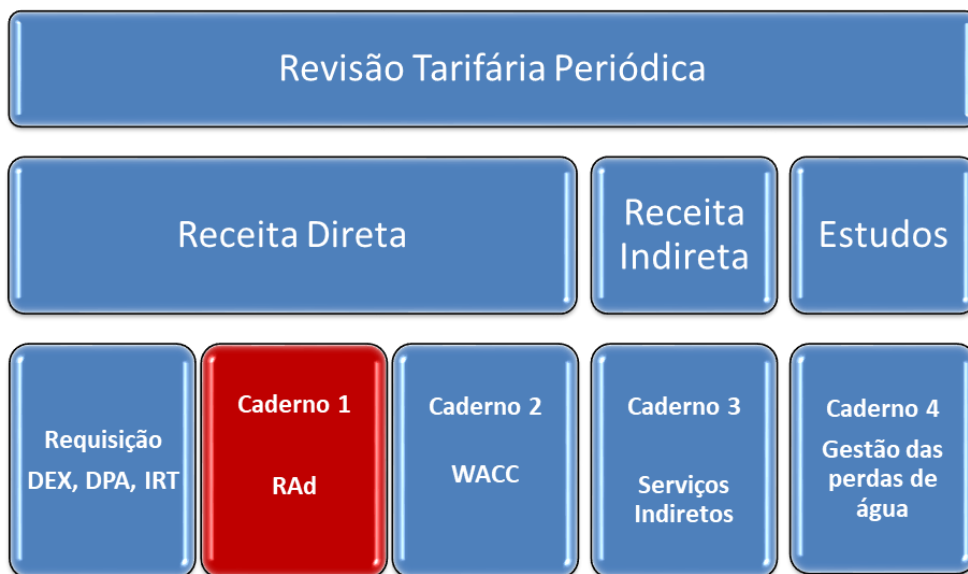 Revisão Tarifária Periódica
Receita Direta
Receita
Indireta
Estudos
Requisição
DEX, DPA, IRT
Caderno 1
RAd
Caderno 2
WACC
Caderno 3
Serviços
Indiretos
Caderno 4
Gestão das
perdas de
água